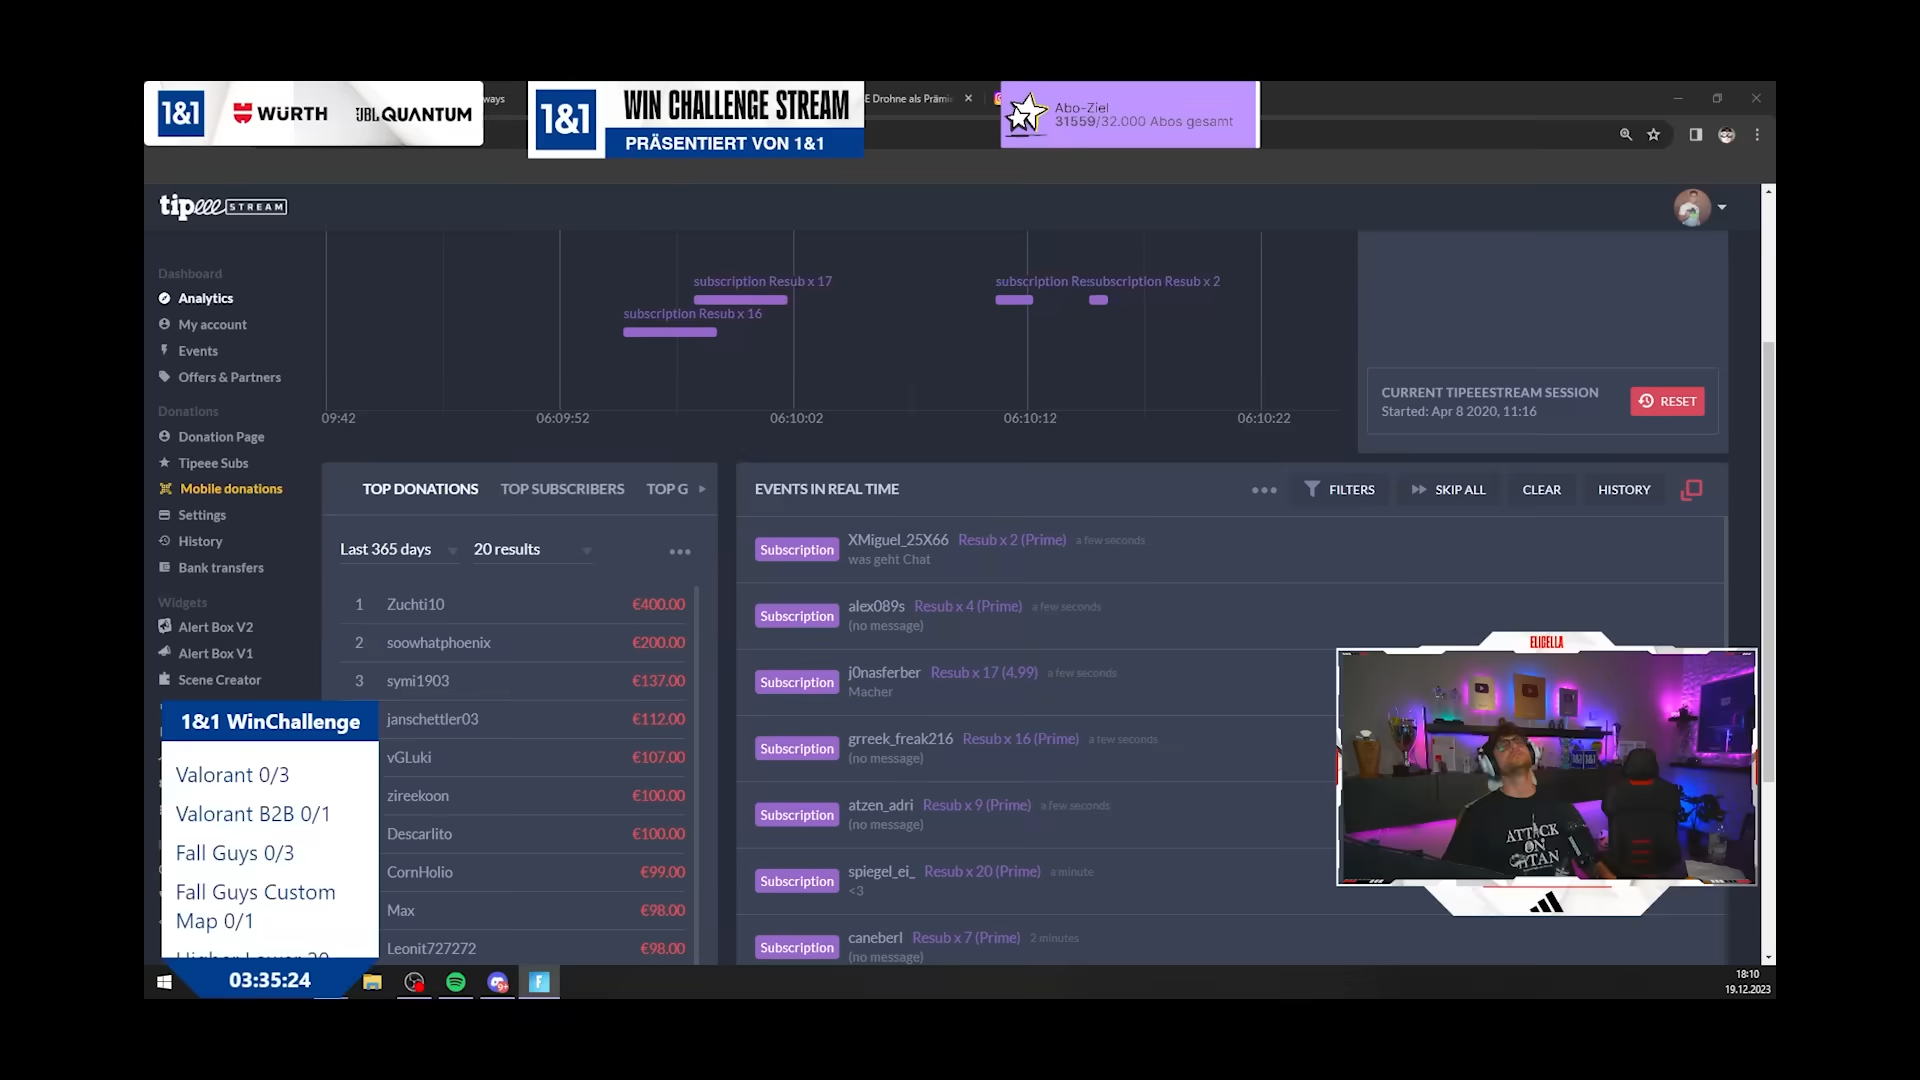 1&1 WÜRTH JBL QUANTUM
ways
1&1 WIN CHALLENGE STREAM
PRÄSENTIERT VON 1&1
E Drohne als Prämi
Abo-Ziel
31559/32.000 Abos gesamt
tipeee STREAM
Dashboard
Analytics
My account
Events
Offers & Partners
Donations
Donation Page
Tipeee Subs
Mobile donations
Settings
History
Bank transfers
Widgets
Alert Box V2
Alert Box V1
Scene Creator
subscription Resub x 17
subscription Resub x 16
subscription Re
subscription Resub x 2
09:42 06:09:52 06:10:02 06:10:12 06:10:22
CURRENT TIPEEESTREAM SESSION
Started: Apr 8 2020, 11:16
RESET
TOP DONATIONS TOP SUBSCRIBERS TOP G
Last 365 days 20 results
1 Zuchti10 €400.00
2 soowhatphoenix €200.00
3 symi1903 €137.00
janschettler03 €112.00
vGLuki €107.00
zireekoon €100.00
Descarlito €100.00
CornHolio €99.00
Max €98.00
Leonit727272 €98.00
EVENTS IN REAL TIME FILTERS SKIP ALL CLEAR HISTORY
Subscription XMiguel_25X66 Resub x 2 (Prime) a few seconds
was geht Chat
Subscription alex089s Resub x 4 (Prime) a few seconds
(no message)
Subscription j0nasferber Resub x 17 (4.99) a few seconds
Macher
Subscription grreek_freak216 Resub x 16 (Prime) a few seconds
(no message)
Subscription atzen_adri Resub x 9 (Prime) a few seconds
(no message)
Subscription spiegel_ei_ Resub x 20 (Prime) a minute
<3
Subscription caneberl Resub x 7 (Prime) 2 minutes
(no message)
1&1 WinChallenge
Valorant 0/3
Valorant B2B 0/1
Fall Guys 0/3
Fall Guys Custom
Map 0/1
Higher Lower 20
03:35:24
ELIGELLA
ATTACK
ON
TITAN
18:10
19.12.2023